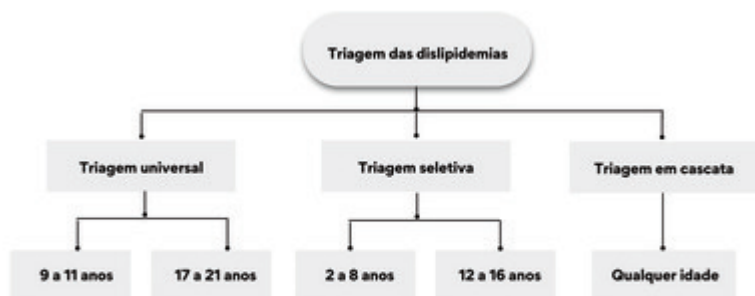 Triagem das dislipidemias
Triagem universal
Triagem seletiva
Triagem em cascata
9 a 11 anos
17 a 21 anos
2 a 8 anos
12 a 16 anos
Qualquer idade